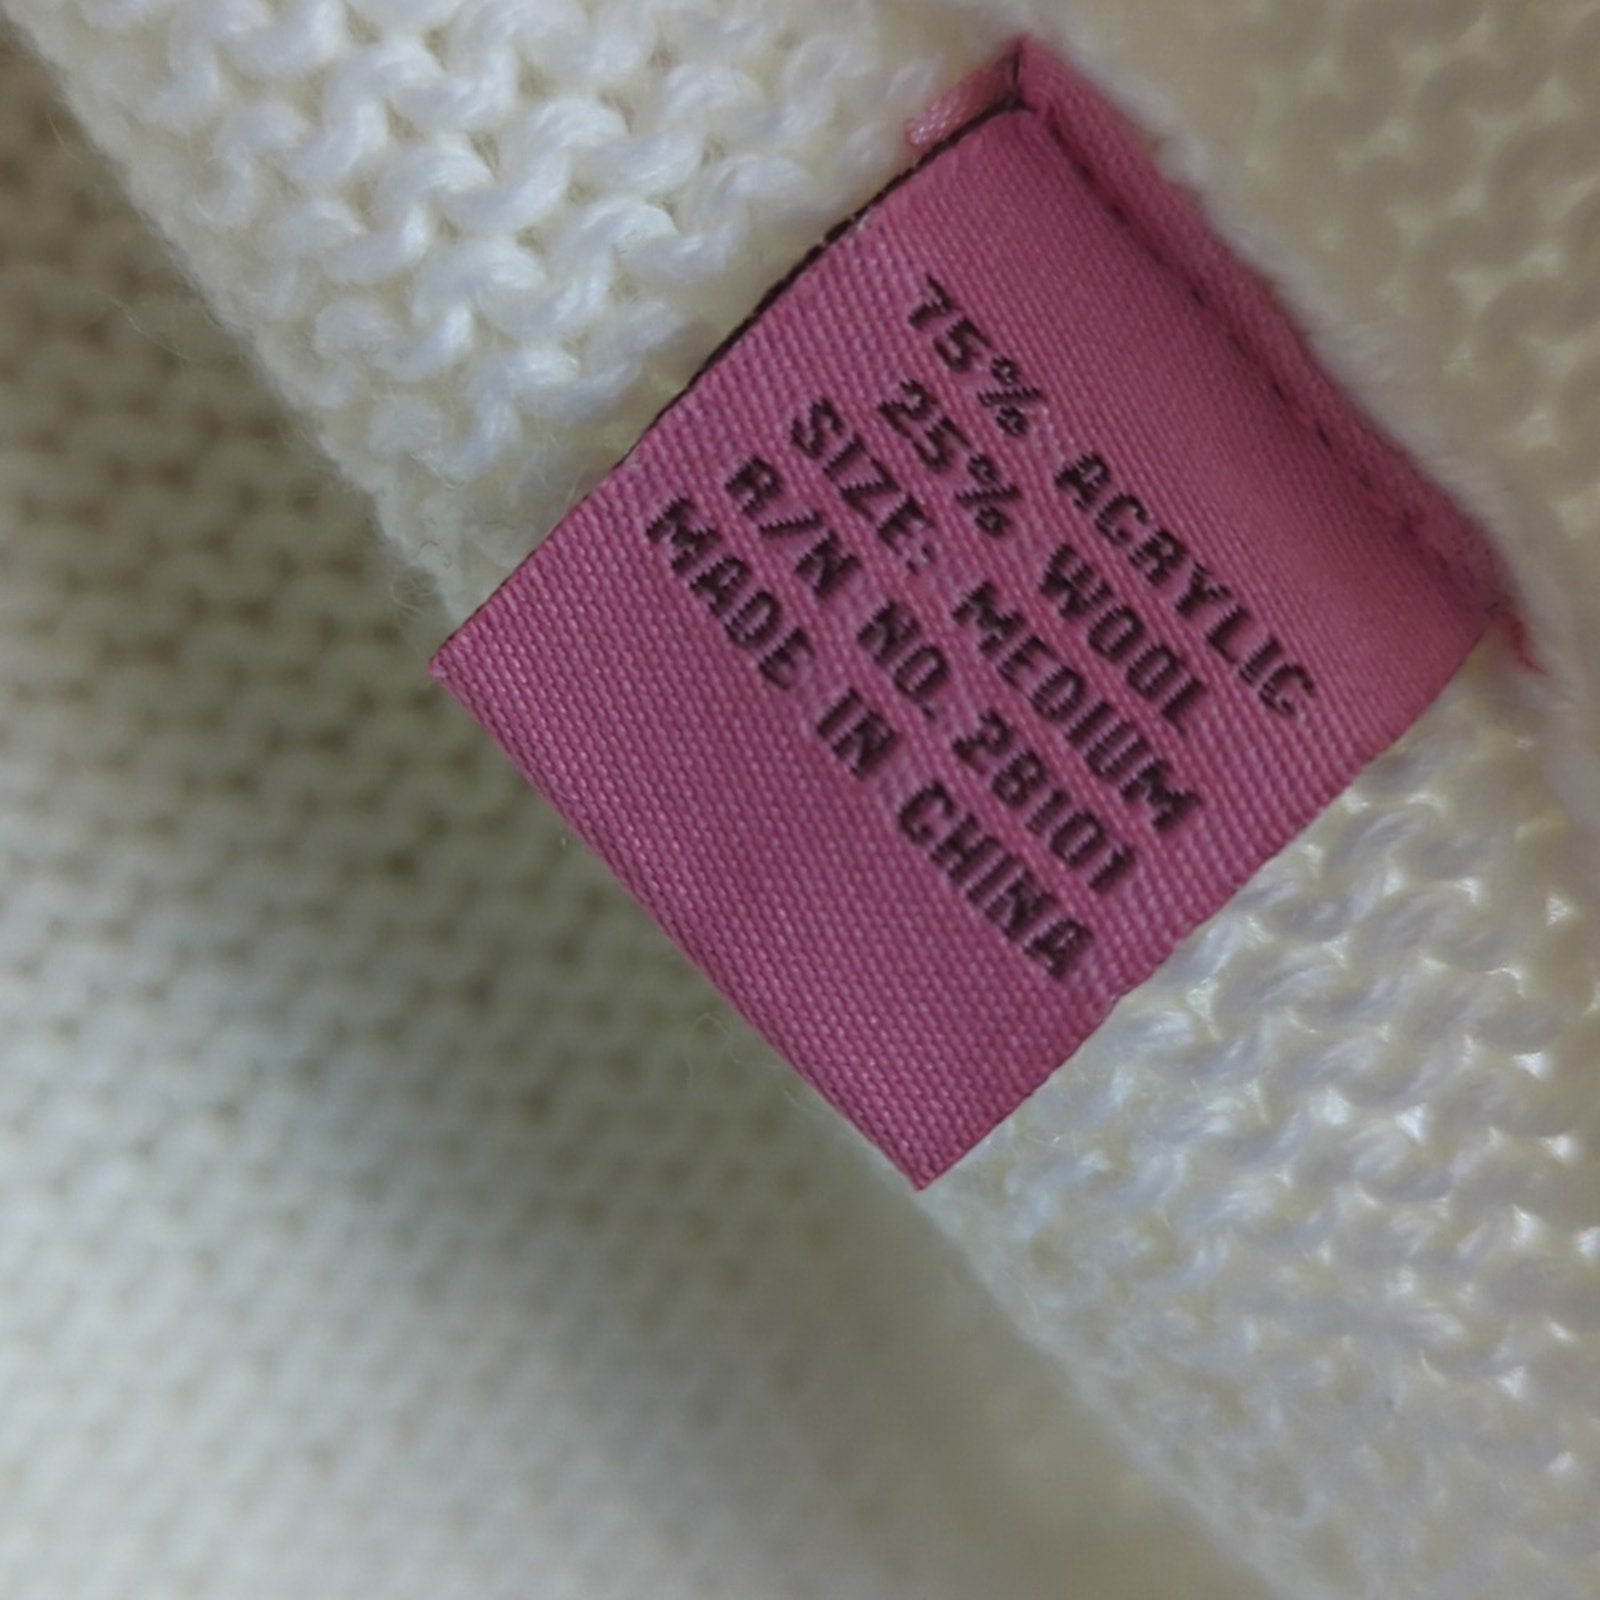 75% ACRYLIC
25% WOOL
SIZE: MEDIUM
R/N NO. 28101
MADE IN CHINA